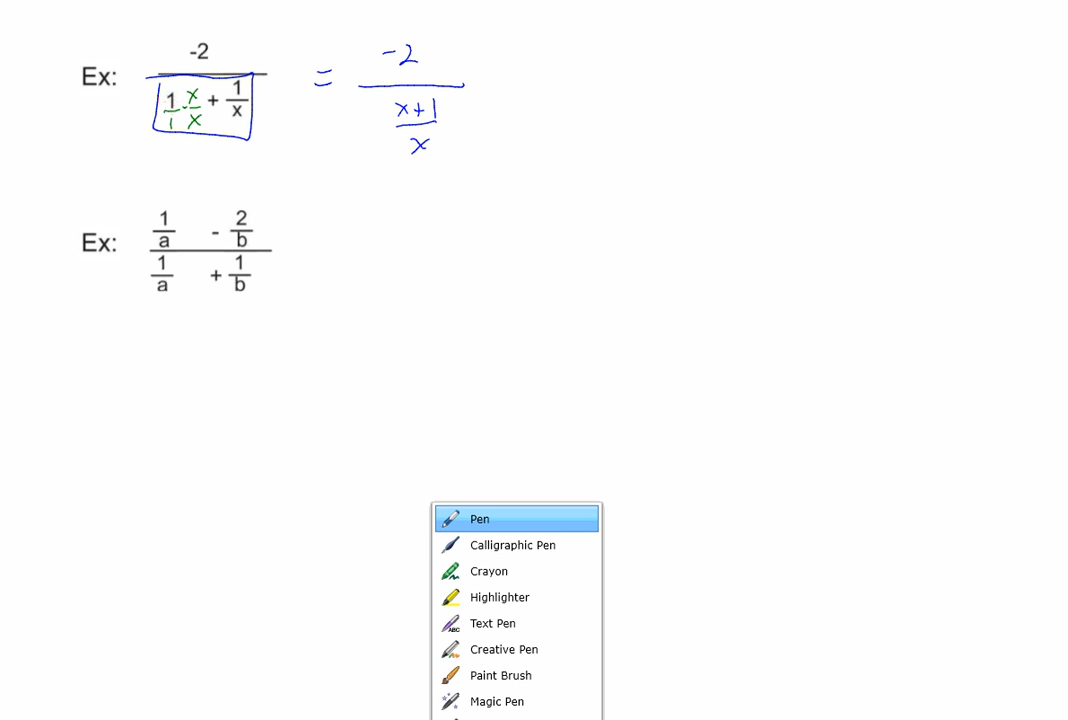 Ex: -2 / (1/1 · x/x + 1/x) = -2 / ((x+1)/x)
Ex: (1/a - 2/b) / (1/a + 1/b)
Pen
Calligraphic Pen
Crayon
Highlighter
Text Pen
Creative Pen
Paint Brush
Magic Pen